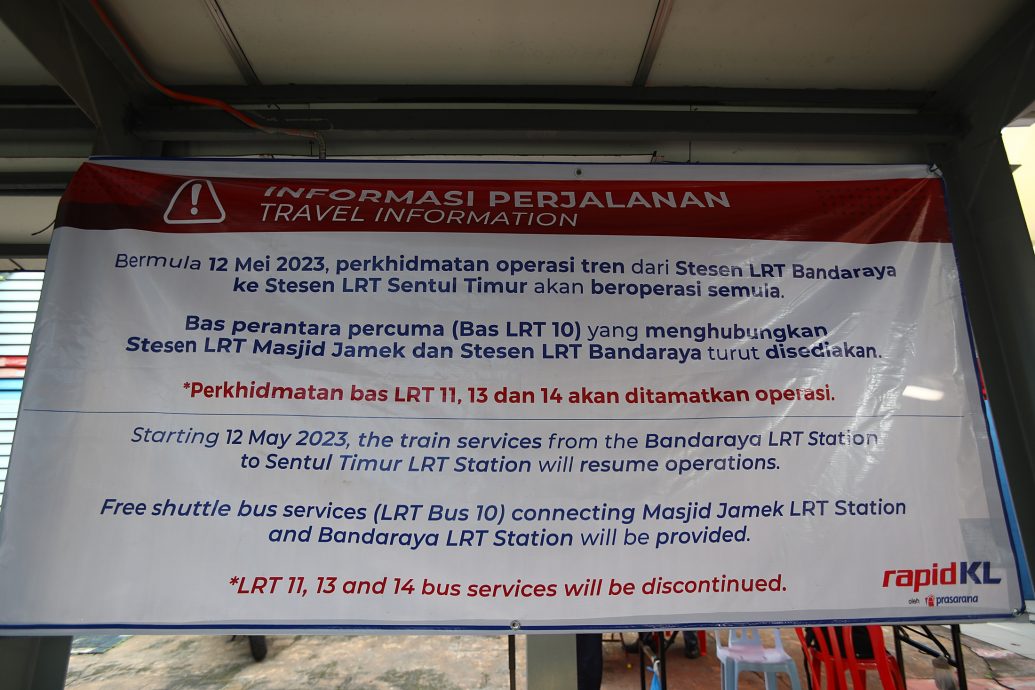 INFORMASI PERJALANAN
TRAVEL INFORMATION
Bermula 12 Mei 2023, perkhidmatan operasi tren dari Stesen LRT Bandaraya
ke Stesen LRT Sentul Timur akan beroperasi semula.
Bas perantara percuma (Bas LRT 10) yang menghubungkan
Stesen LRT Masjid Jamek dan Stesen LRT Bandaraya turut disediakan.
*Perkhidmatan bas LRT 11, 13 dan 14 akan ditamatkan operasi.
Starting 12 May 2023, the train services from the Bandaraya LRT Station
to Sentul Timur LRT Station will resume operations.
Free shuttle bus services (LRT Bus 10) connecting Masjid Jamek LRT Station
and Bandaraya LRT Station will be provided.
*LRT 11, 13 and 14 bus services will be discontinued.
rapidKL
oleh prasarana